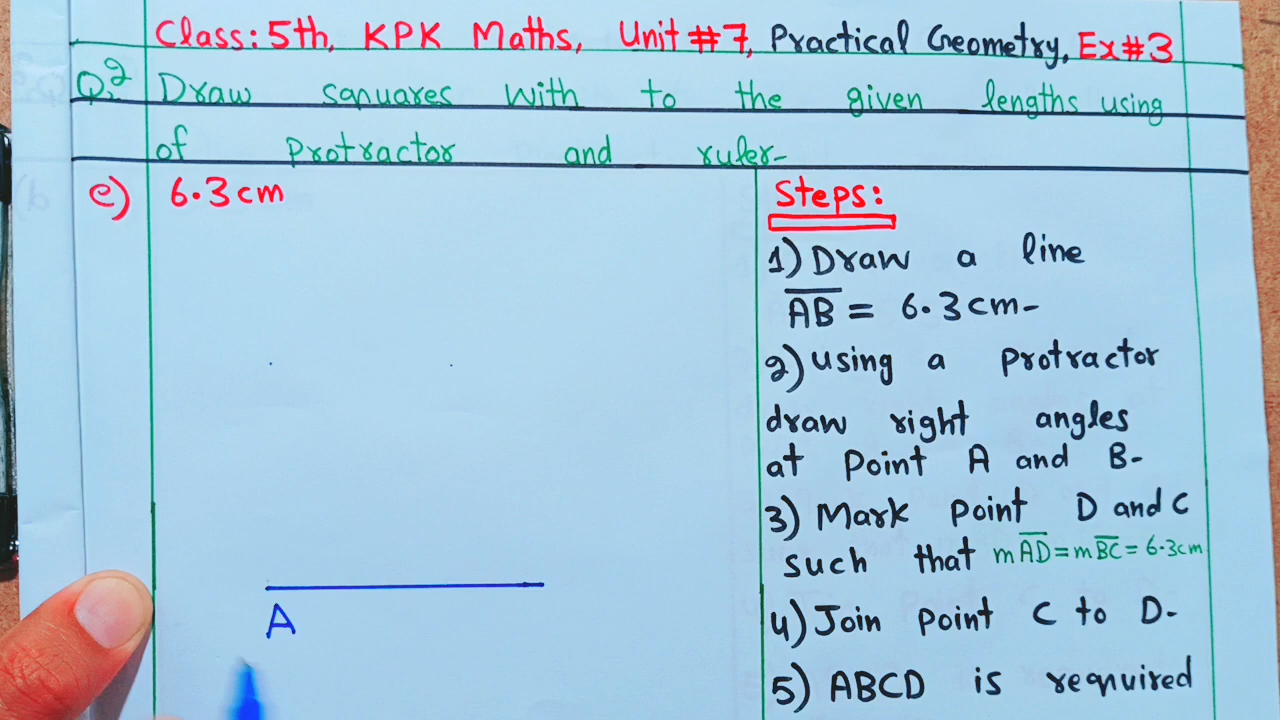 Class: 5th, KPK Maths, Unit #7, Practical Geometry, Ex#3
Q.2 Draw sqnuares with to the given lengths using
of protractor and ruler-
e) 6.3cm
Steps:
1) Draw a line
AB = 6.3cm-
2) using a protractor
draw right angles
at point A and B-
3) Mark point D and C
such that mAD=mBC=6.3cm
4) Join point C to D-
5) ABCD is reqnuired
A